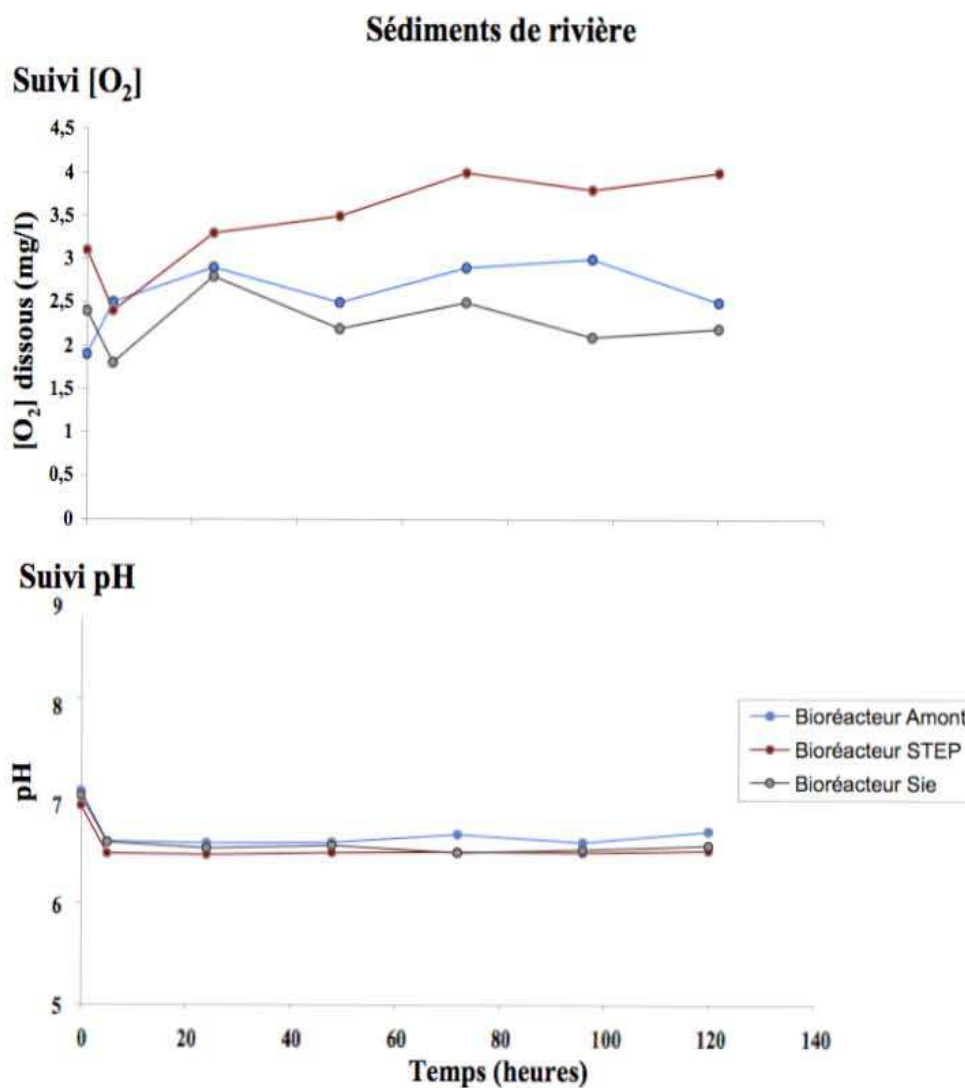 Sédiments de rivière
Suivi [O₂]
[O₂] dissous (mg/l)
4,5
4
3,5
3
2,5
2
1,5
1
0,5
0
Suivi pH
pH
9
8
7
6
5
0 20 40 60 80 100 120 140
Temps (heures)
Bioréacteur Amont
Bioréacteur STEP
Bioréacteur Sie